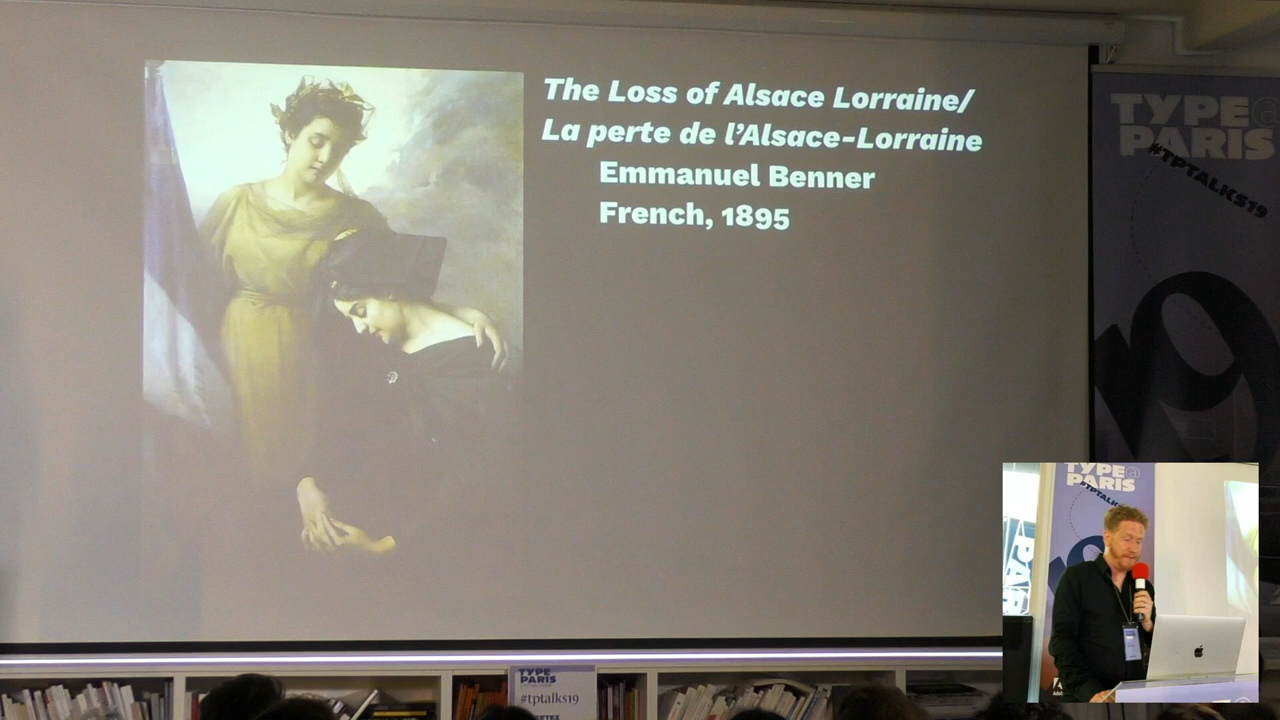 The Loss of Alsace Lorraine/
La perte de l’Alsace-Lorraine
Emmanuel Benner
French, 1895
TYPE@
PARIS
#TPTALKS19
TYPE@
PARIS
#tptalks19
TYPE@
PARIS